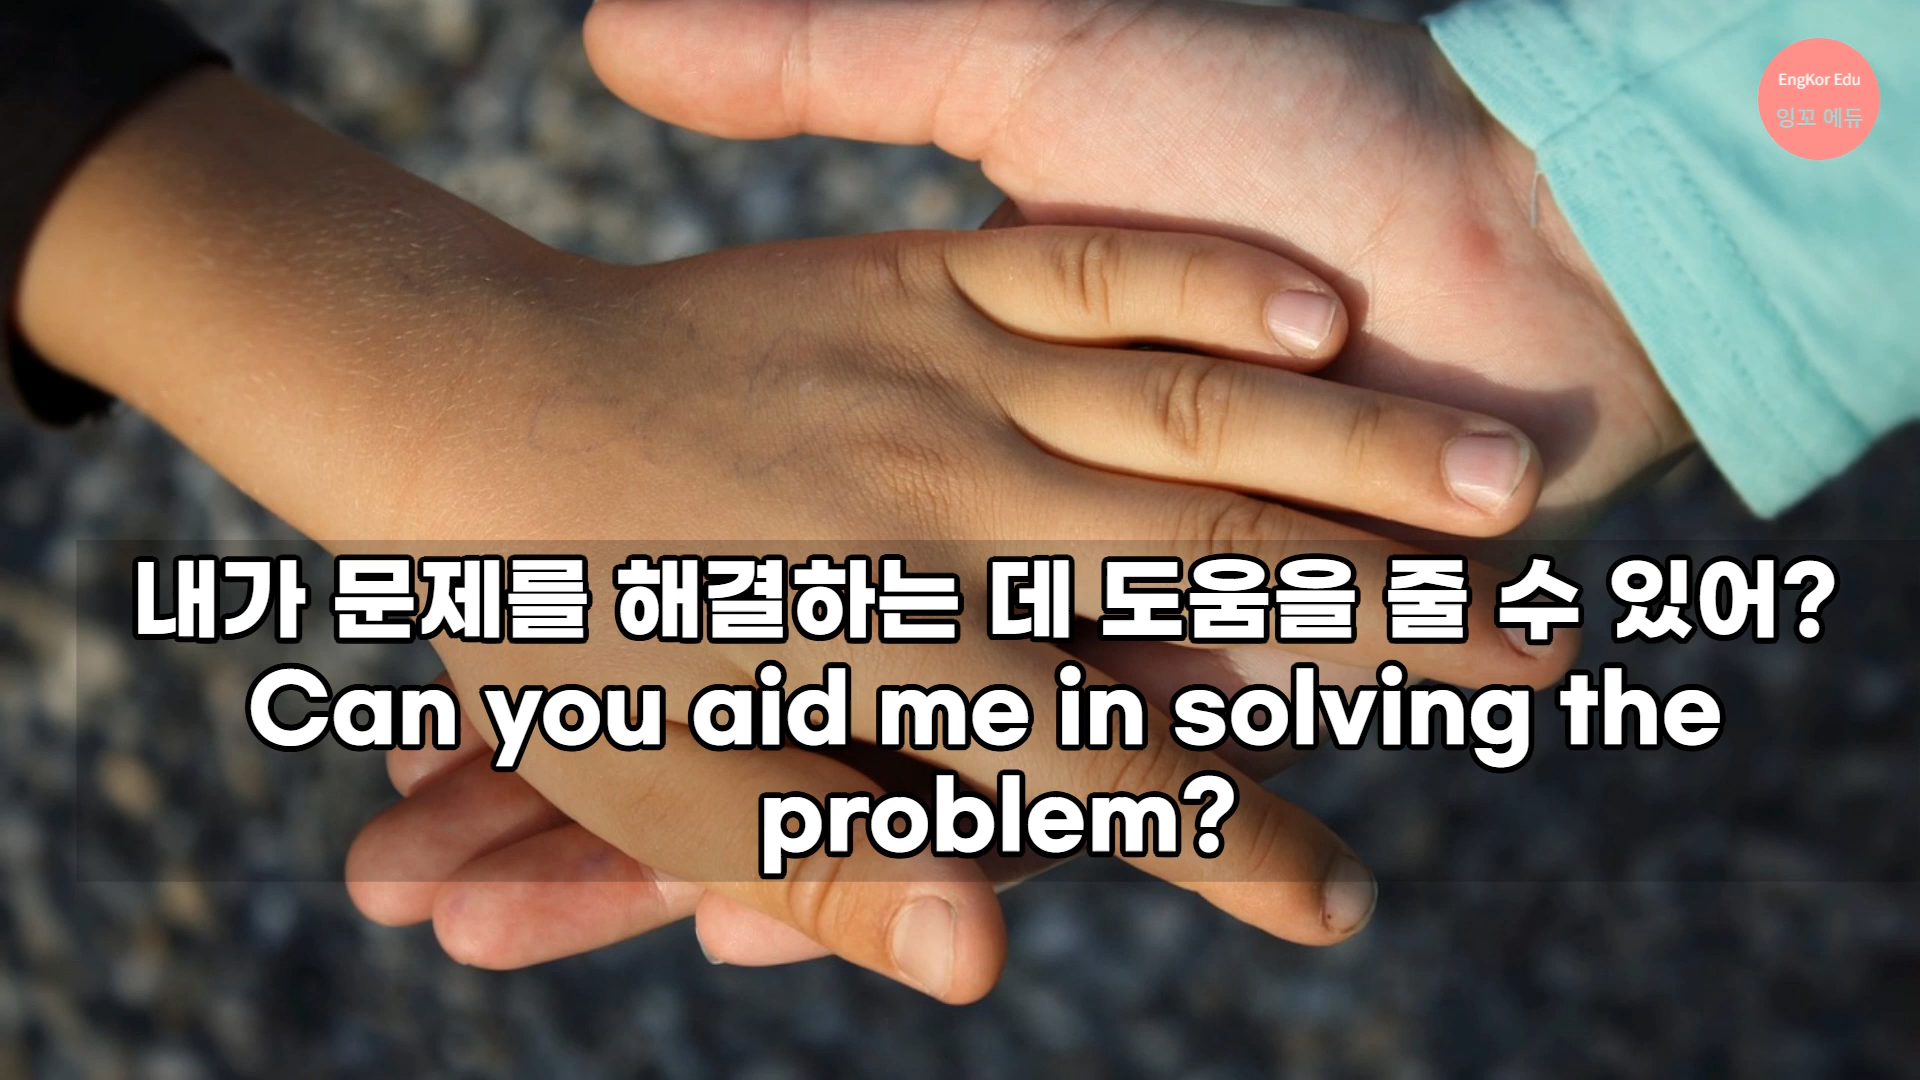 EngKor Edu
잉꼬 에듀
내가 문제를 해결하는 데 도움을 줄 수 있어?
Can you aid me in solving the
problem?